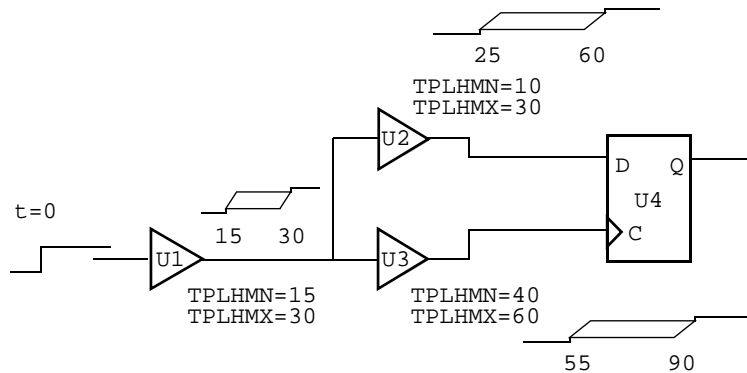 25 60
TPLHMN=10
TPLHMX=30
U2
D Q
U4
C
t=0
15 30
U1
U3
TPLHMN=15
TPLHMX=30
TPLHMN=40
TPLHMX=60
55 90